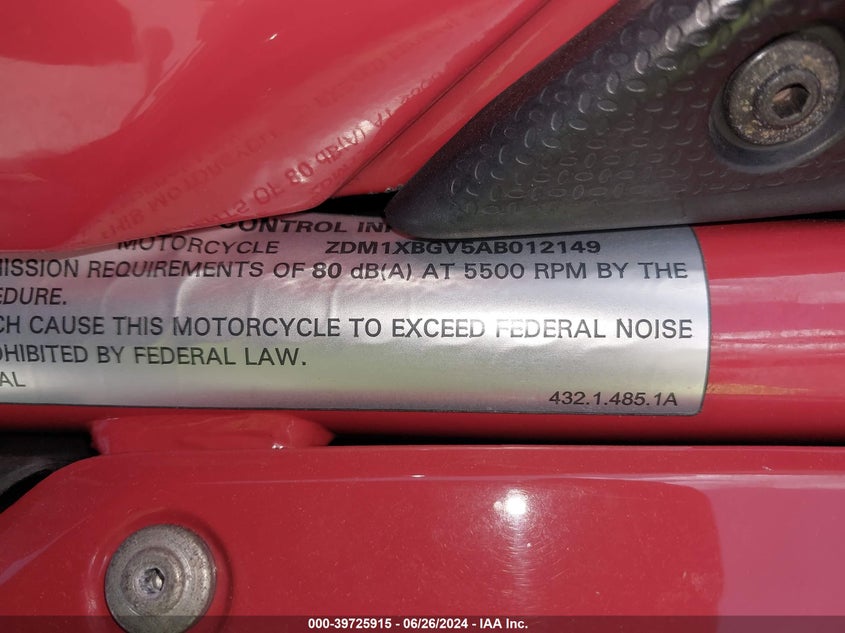 CONTROL IN
MOTORCYCLE ZDM1XBGV5AB012149
MISSION REQUIREMENTS OF 80 dB(A) AT 5500 RPM BY THE
EDURE.
CH CAUSE THIS MOTORCYCLE TO EXCEED FEDERAL NOISE
OHIBITED BY FEDERAL LAW.
AL
432.1.485.1A
000-39725915 - 06/26/2024 - IAA Inc.